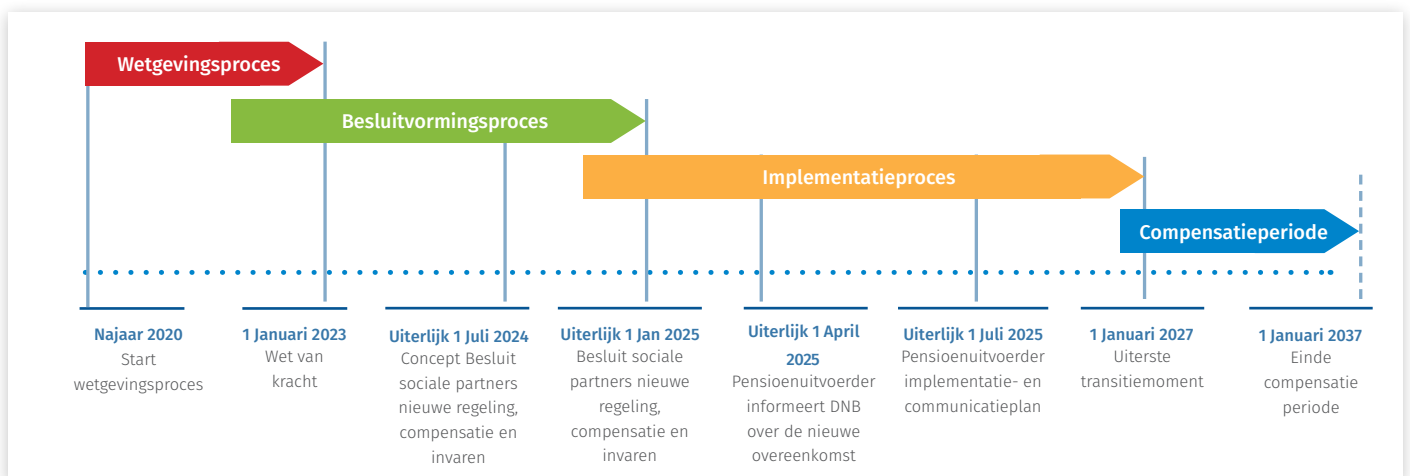 Wetgevingsproces
Besluitvormingsproces
Implementatieproces
Compensatieperiode
Najaar 2020
Start
wetgevingsproces
1 Januari 2023
Wet van
kracht
Uiterlijk 1 Juli 2024
Concept Besluit
sociale partners
nieuwe regeling,
compensatie en
invaren
Uiterlijk 1 Jan 2025
Besluit sociale
partners nieuwe
regeling,
compensatie en
invaren
Uiterlijk 1 April
2025
Pensioenuitvoerder
informeert DNB
over de nieuwe
overeenkomst
Uiterlijk 1 Juli 2025
Pensioenuitvoerder
implementatie- en
communicatieplan
1 Januari 2027
Uiterste
transitiemoment
1 Januari 2037
Einde
compensatie
periode